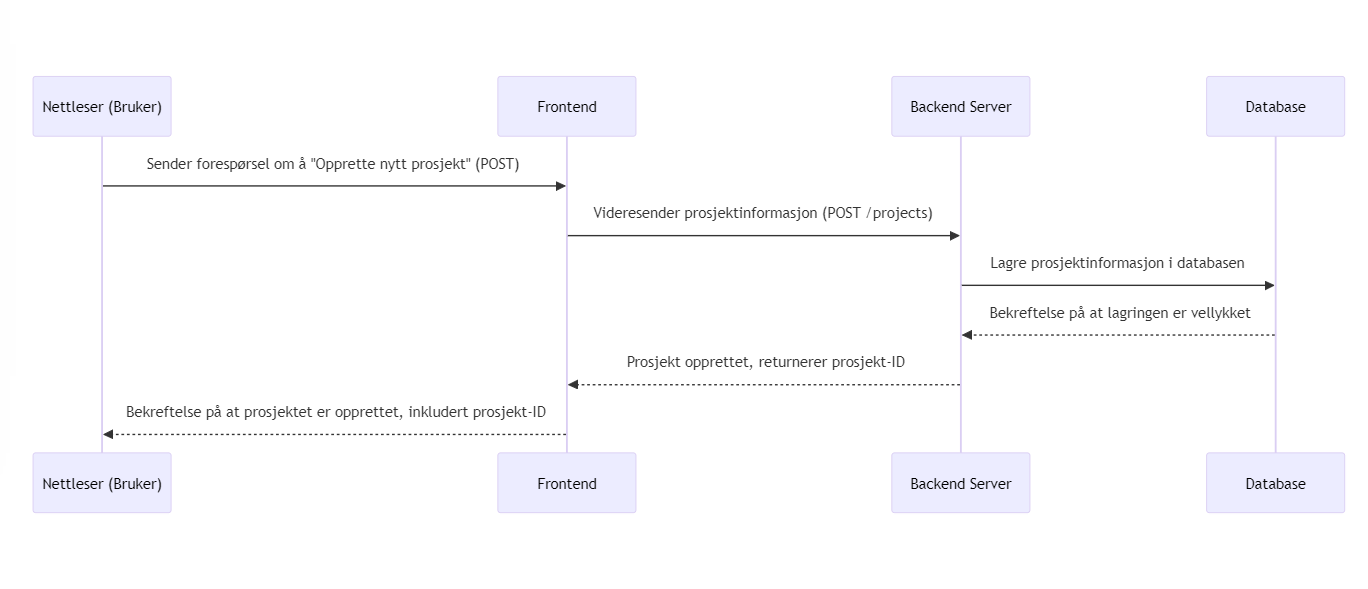 Nettleser (Bruker)
Frontend
Backend Server
Database
Sender forespørsel om å "Opprette nytt prosjekt" (POST)
Videresender prosjektinformasjon (POST /projects)
Lagre prosjektinformasjon i databasen
Bekreftelse på at lagringen er vellykket
Prosjekt opprettet, returnerer prosjekt-ID
Bekreftelse på at prosjektet er opprettet, inkludert prosjekt-ID
Nettleser (Bruker)
Frontend
Backend Server
Database